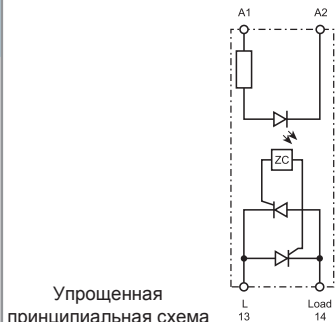 A1 A2
ZC
L Load
13 14
Упрощенная
принципиальная схема